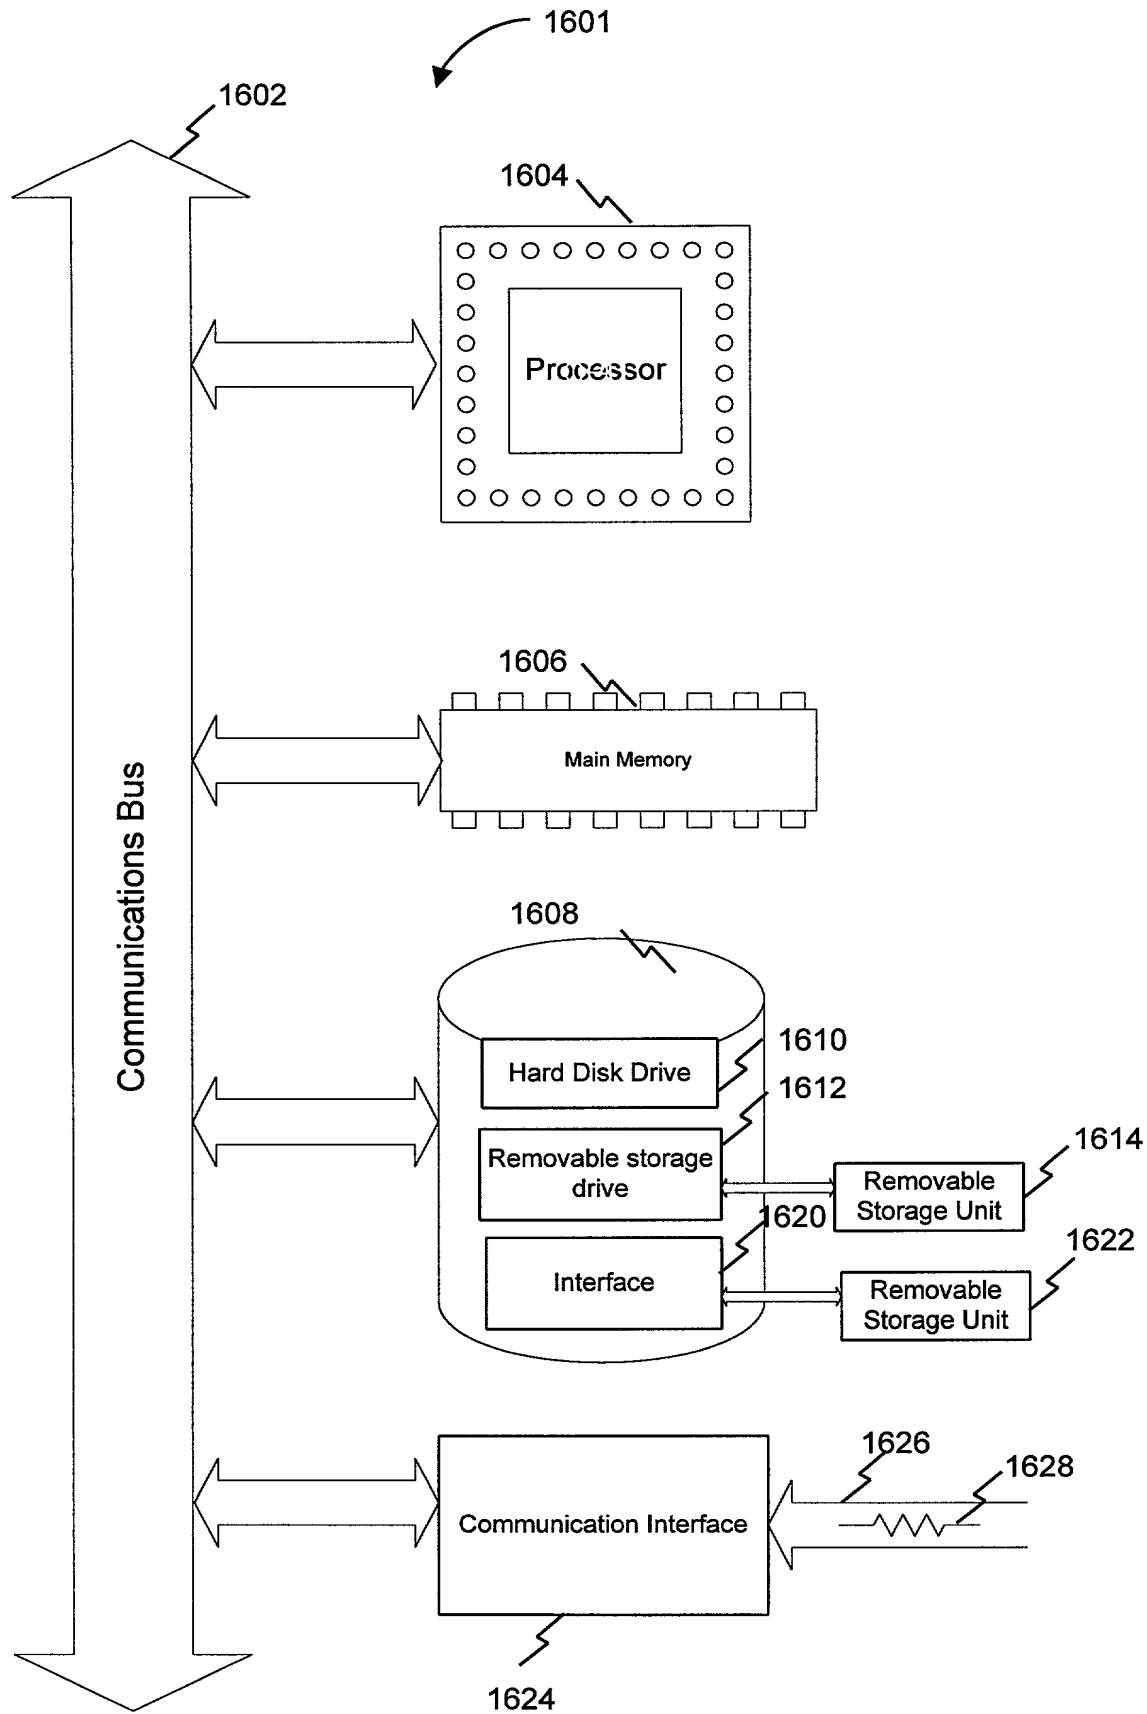 1601
1602
1604
Processor
1606
Main Memory
Communications Bus
1608
1610
Hard Disk Drive
1612
Removable storage
drive
1614
Removable
Storage Unit
1620
1622
Interface
Removable
Storage Unit
1626
1628
Communication Interface
1624